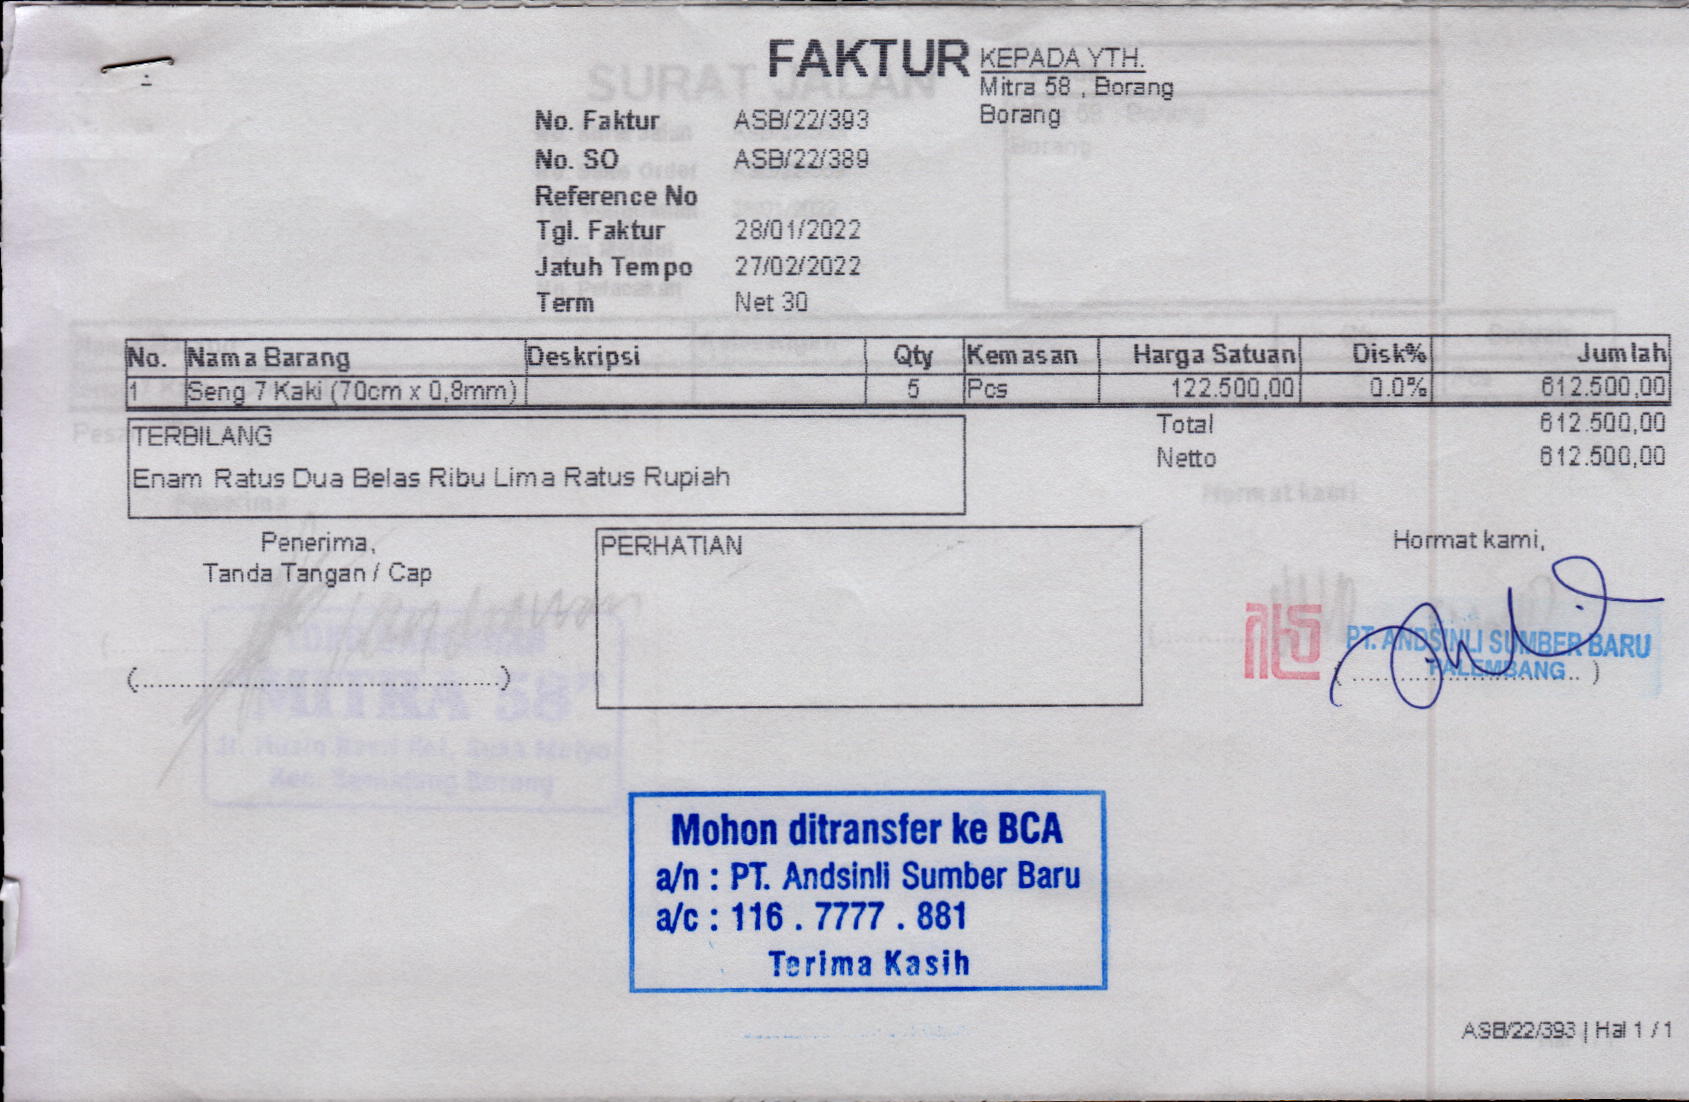 FAKTUR
KEPADA YTH.
Mitra 58 , Borang
Borang
No. Faktur ASB/22/393
No. SO ASB/22/389
Reference No
Tgl. Faktur 28/01/2022
Jatuh Tempo 27/02/2022
Term Net 30
No. Nama Barang Deskripsi Qty Kemasan Harga Satuan Disk% Jumlah
1 Seng 7 Kaki (70cm x 0,8mm) 5 Pcs 122.500,00 0.0% 612.500,00
Total 612.500,00
Netto 612.500,00
TERBILANG
Enam Ratus Dua Belas Ribu Lima Ratus Rupiah
Penerima,
Tanda Tangan / Cap
(....................................................)
PERHATIAN
Hormat kami,
PT. ANDSINLI SUMBER BARU
PALEMBANG
Mohon ditransfer ke BCA
a/n : PT. Andsinli Sumber Baru
a/c : 116 . 7777 . 881
Terima Kasih
ASB/22/393 | Hal 1 / 1
SURAT JALAN
MITRA 58"